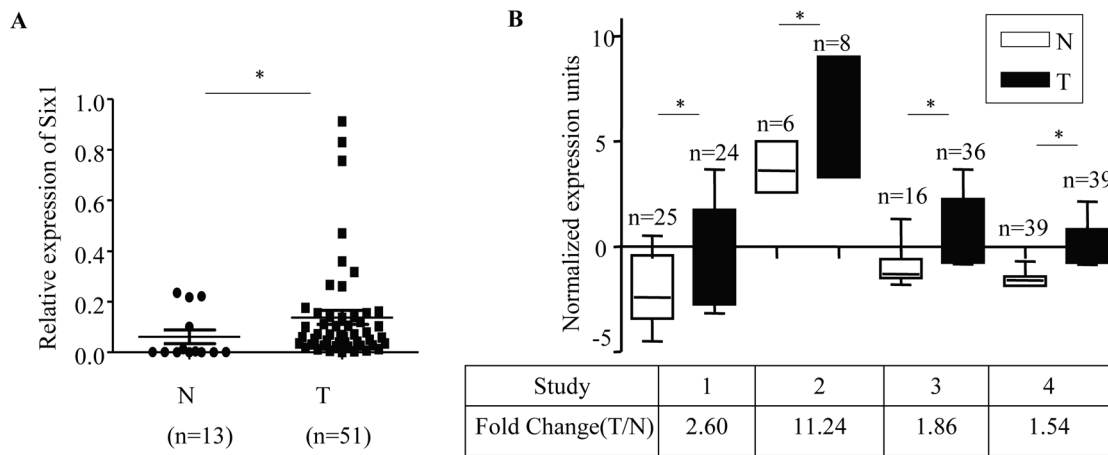 A
*
Relative expression of Six1
1.0
0.8
0.6
0.4
0.2
0.0
N
T
(n=13)
(n=51)
B
*
N
T
Normalized expression units
10
5
0
-5
n=25
*
n=24
n=6
n=8
n=16
*
n=36
n=39
*
n=39
Study 1 2 3 4
Fold Change(T/N) 2.60 11.24 1.86 1.54